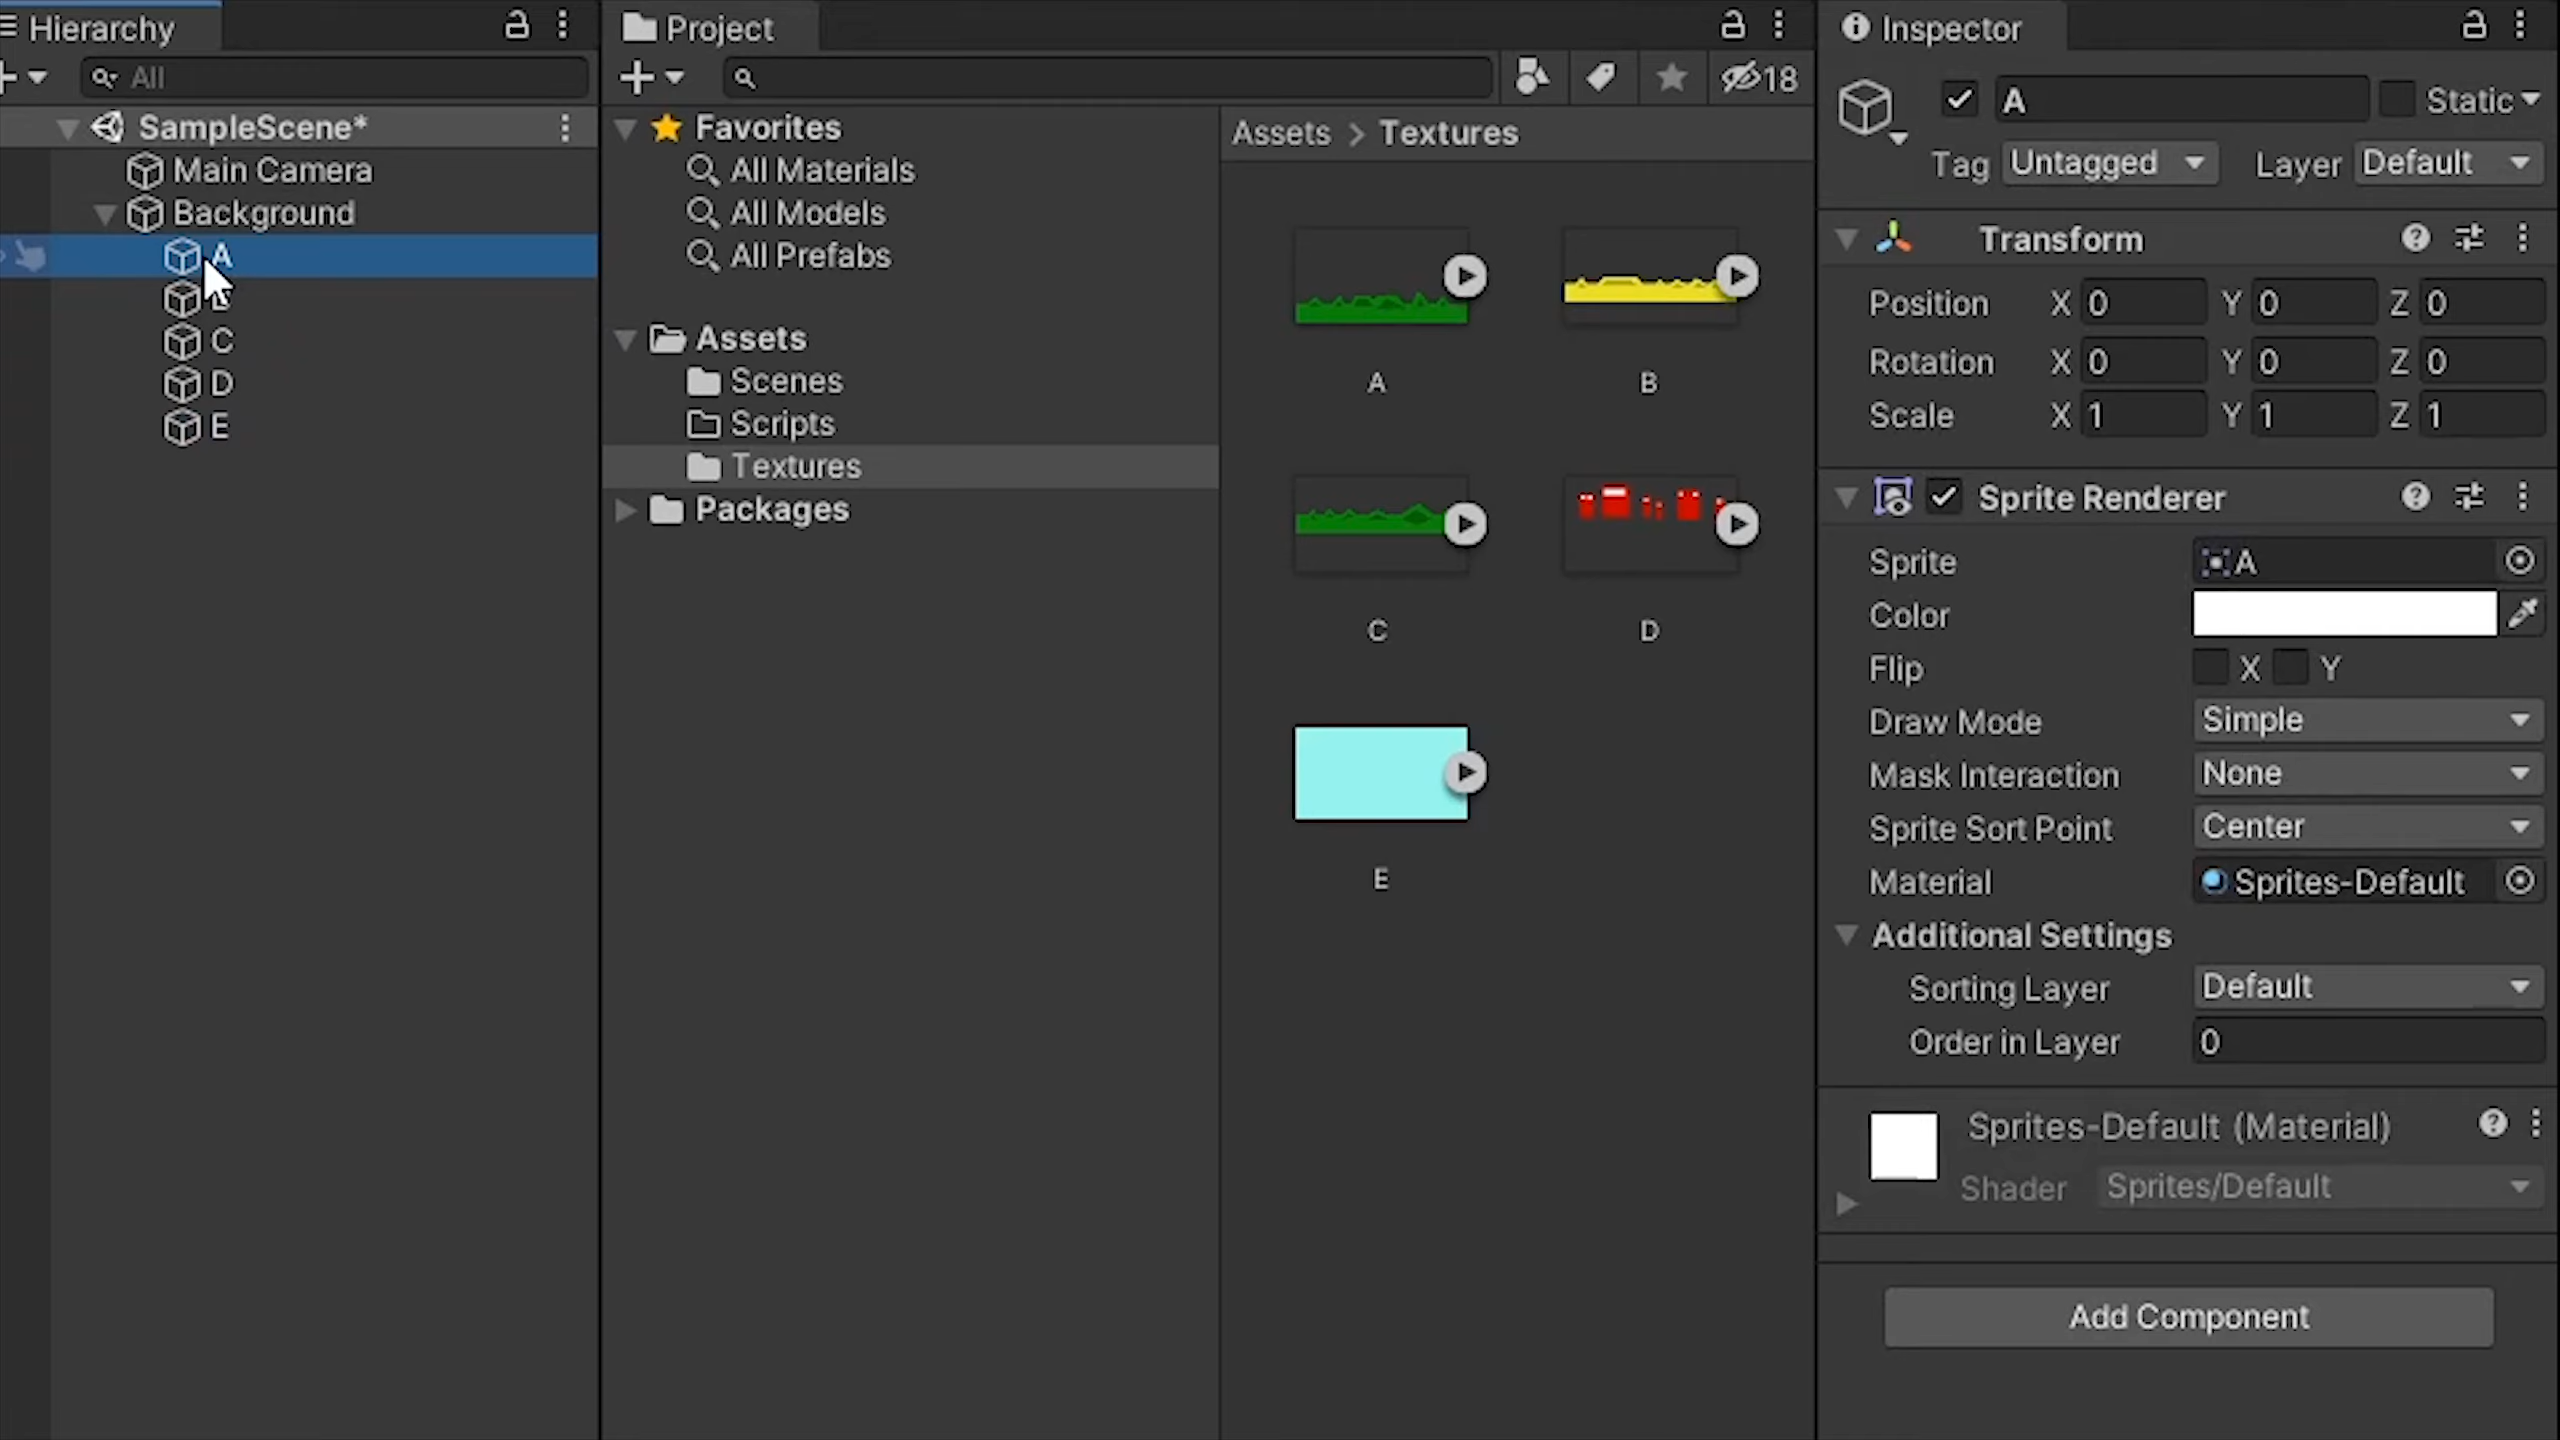 Hierarchy
All
SampleScene*
Main Camera
Background
A
C
D
E
Project
18
Favorites
All Materials
All Models
All Prefabs
Assets
Scenes
Scripts
Textures
Packages
Assets > Textures
A
B
C
D
E
Inspector
A
Static
Tag Untagged Layer Default
Transform
Position X 0 Y 0 Z 0
Rotation X 0 Y 0 Z 0
Scale X 1 Y 1 Z 1
Sprite Renderer
Sprite A
Color
Flip X Y
Draw Mode Simple
Mask Interaction None
Sprite Sort Point Center
Material Sprites-Default
Additional Settings
Sorting Layer Default
Order in Layer 0
Sprites-Default (Material)
Shader Sprites/Default
Add Component